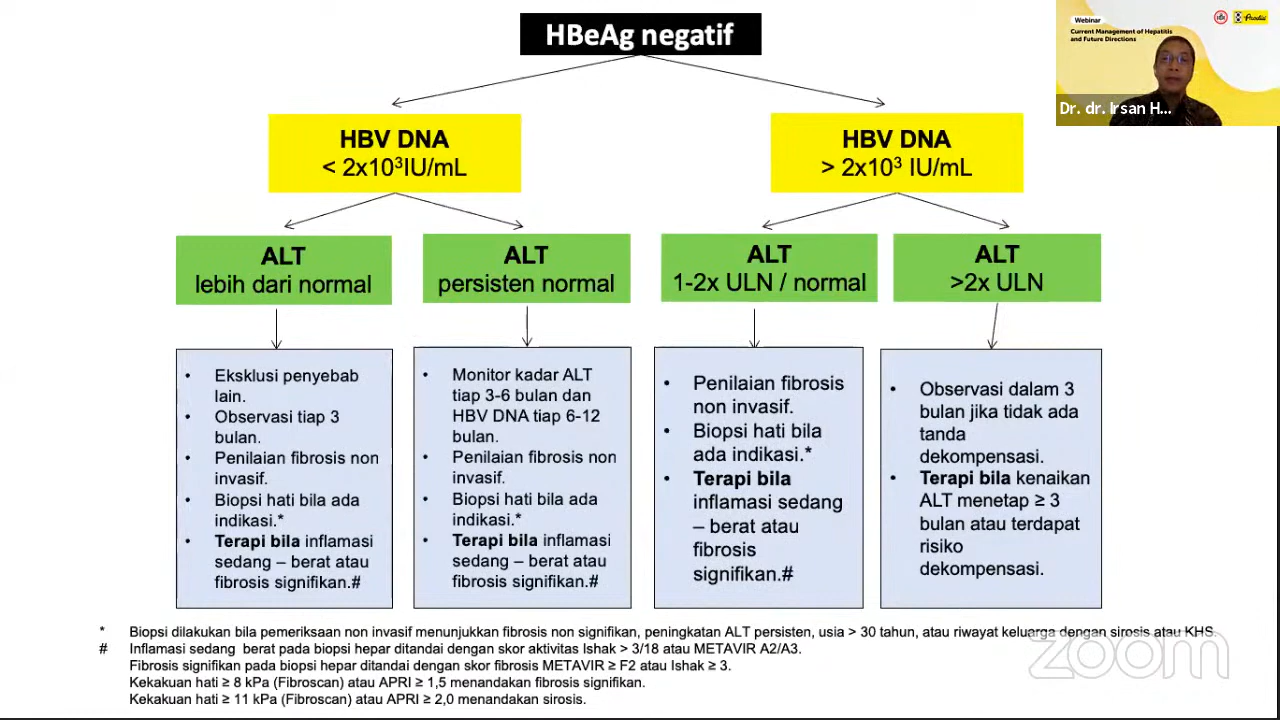 HBeAg negatif
Webinar
Current Management of Hepatitis
and Future Directions
Prodia
Dr. dr. Irsan H...
HBV DNA
< 2x10³IU/mL
HBV DNA
> 2x10³ IU/mL
ALT
lebih dari normal
ALT
persisten normal
ALT
1-2x ULN / normal
ALT
>2x ULN
• Eksklusi penyebab
lain.
• Observasi tiap 3
bulan.
• Penilaian fibrosis non
invasif.
• Biopsi hati bila ada
indikasi.*
• Terapi bila inflamasi
sedang – berat atau
fibrosis signifikan.#
• Monitor kadar ALT
tiap 3-6 bulan dan
HBV DNA tiap 6-12
bulan.
• Penilaian fibrosis non
invasif.
• Biopsi hati bila ada
indikasi.*
• Terapi bila inflamasi
sedang – berat atau
fibrosis signifikan.#
• Penilaian fibrosis
non invasif.
• Biopsi hati bila
ada indikasi.*
• Terapi bila
inflamasi sedang
– berat atau
fibrosis
signifikan.#
• Observasi dalam 3
bulan jika tidak ada
tanda
dekompensasi.
• Terapi bila kenaikan
ALT menetap ≥ 3
bulan atau terdapat
risiko
dekompensasi.
* Biopsi dilakukan bila pemeriksaan non invasif menunjukkan fibrosis non signifikan, peningkatan ALT persisten, usia > 30 tahun, atau riwayat keluarga dengan sirosis atau KHS.
# Inflamasi sedang berat pada biopsi hepar ditandai dengan skor aktivitas Ishak > 3/18 atau METAVIR A2/A3.
Fibrosis signifikan pada biopsi hepar ditandai dengan skor fibrosis METAVIR ≥ F2 atau Ishak ≥ 3.
Kekakuan hati ≥ 8 kPa (Fibroscan) atau APRI ≥ 1,5 menandakan fibrosis signifikan.
Kekakuan hati ≥ 11 kPa (Fibroscan) atau APRI ≥ 2,0 menandakan sirosis.
zoom